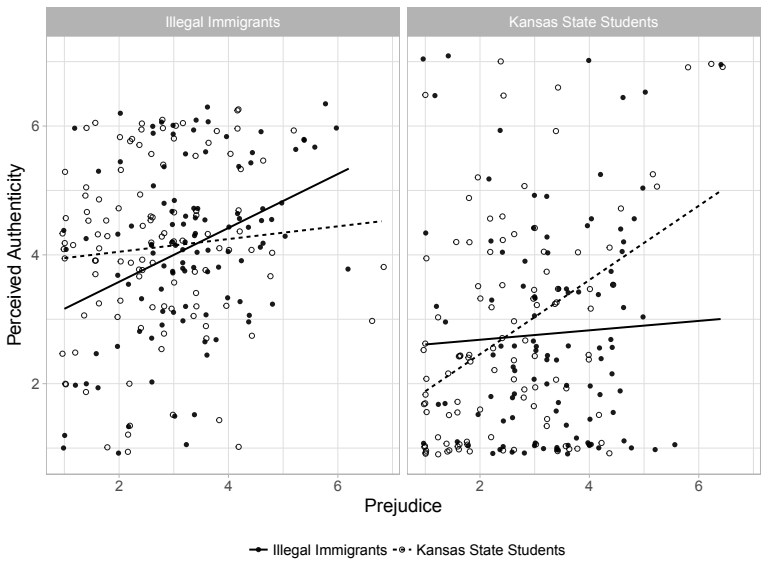 Illegal Immigrants
Kansas State Students
6
4
2
Perceived Authenticity
2 4 6
2 4 6
Prejudice
Illegal Immigrants Kansas State Students